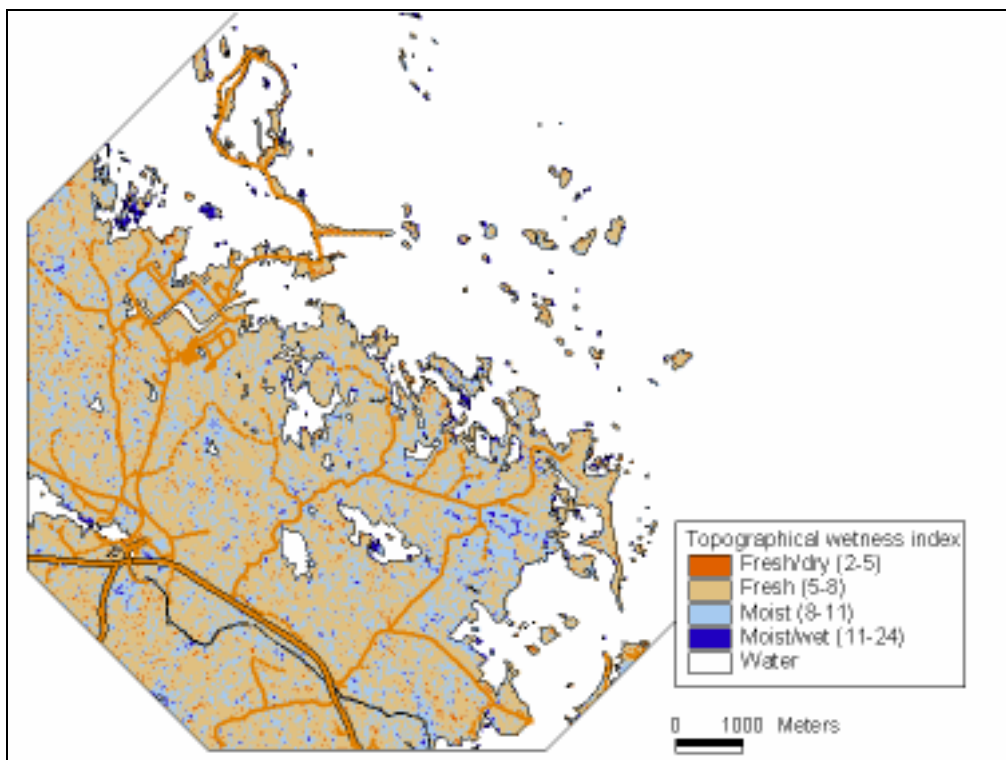 Topographical wetness index
Fresh/dry (2-5)
Fresh (5-8)
Moist (8-11)
Moist/wet (11-24)
Water
0 1000 Meters